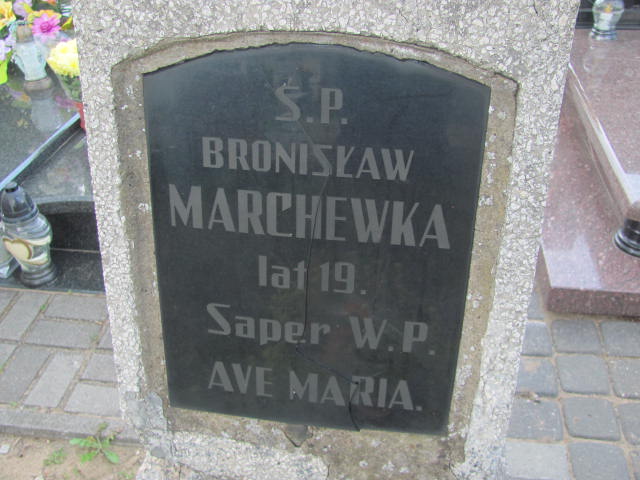 Ś.P.
BRONISŁAW
MARCHEWKA
lat 19.
Saper W.P.
AVE MARIA.